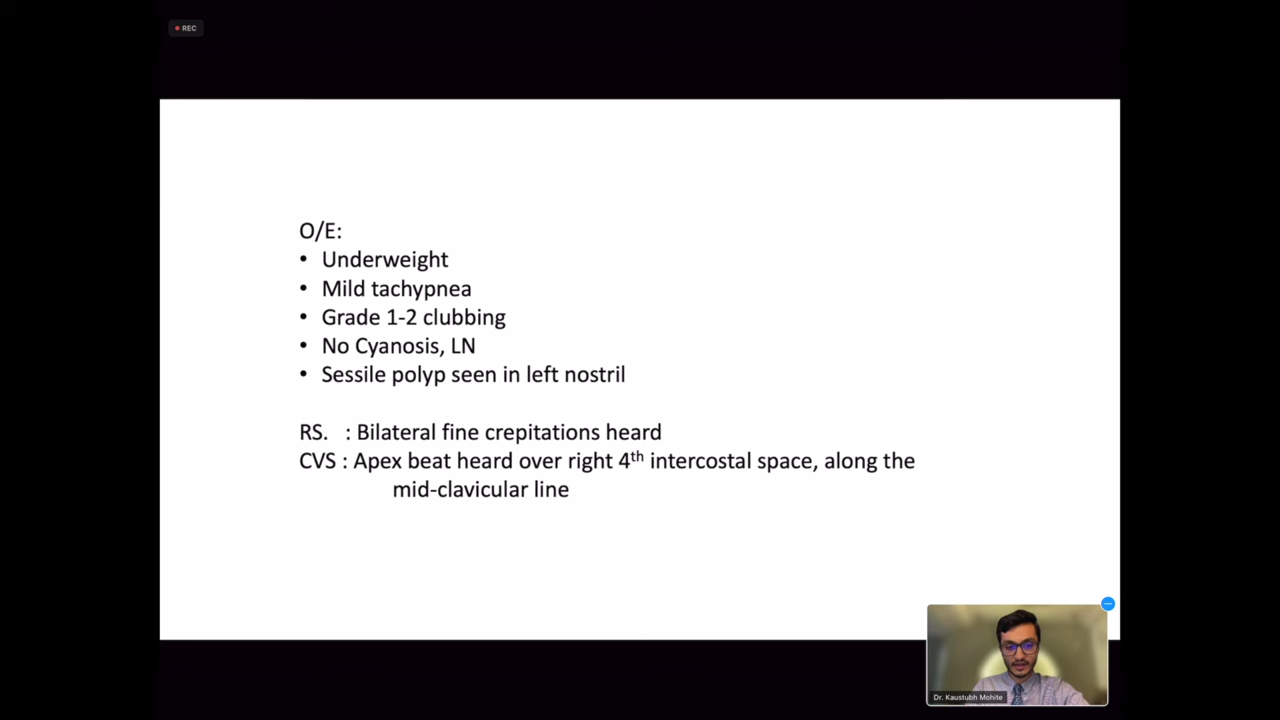 REC
O/E:
• Underweight
• Mild tachypnea
• Grade 1-2 clubbing
• No Cyanosis, LN
• Sessile polyp seen in left nostril
RS. : Bilateral fine crepitations heard
CVS : Apex beat heard over right 4th intercostal space, along the
mid-clavicular line
Dr. Kaustubh Mohite